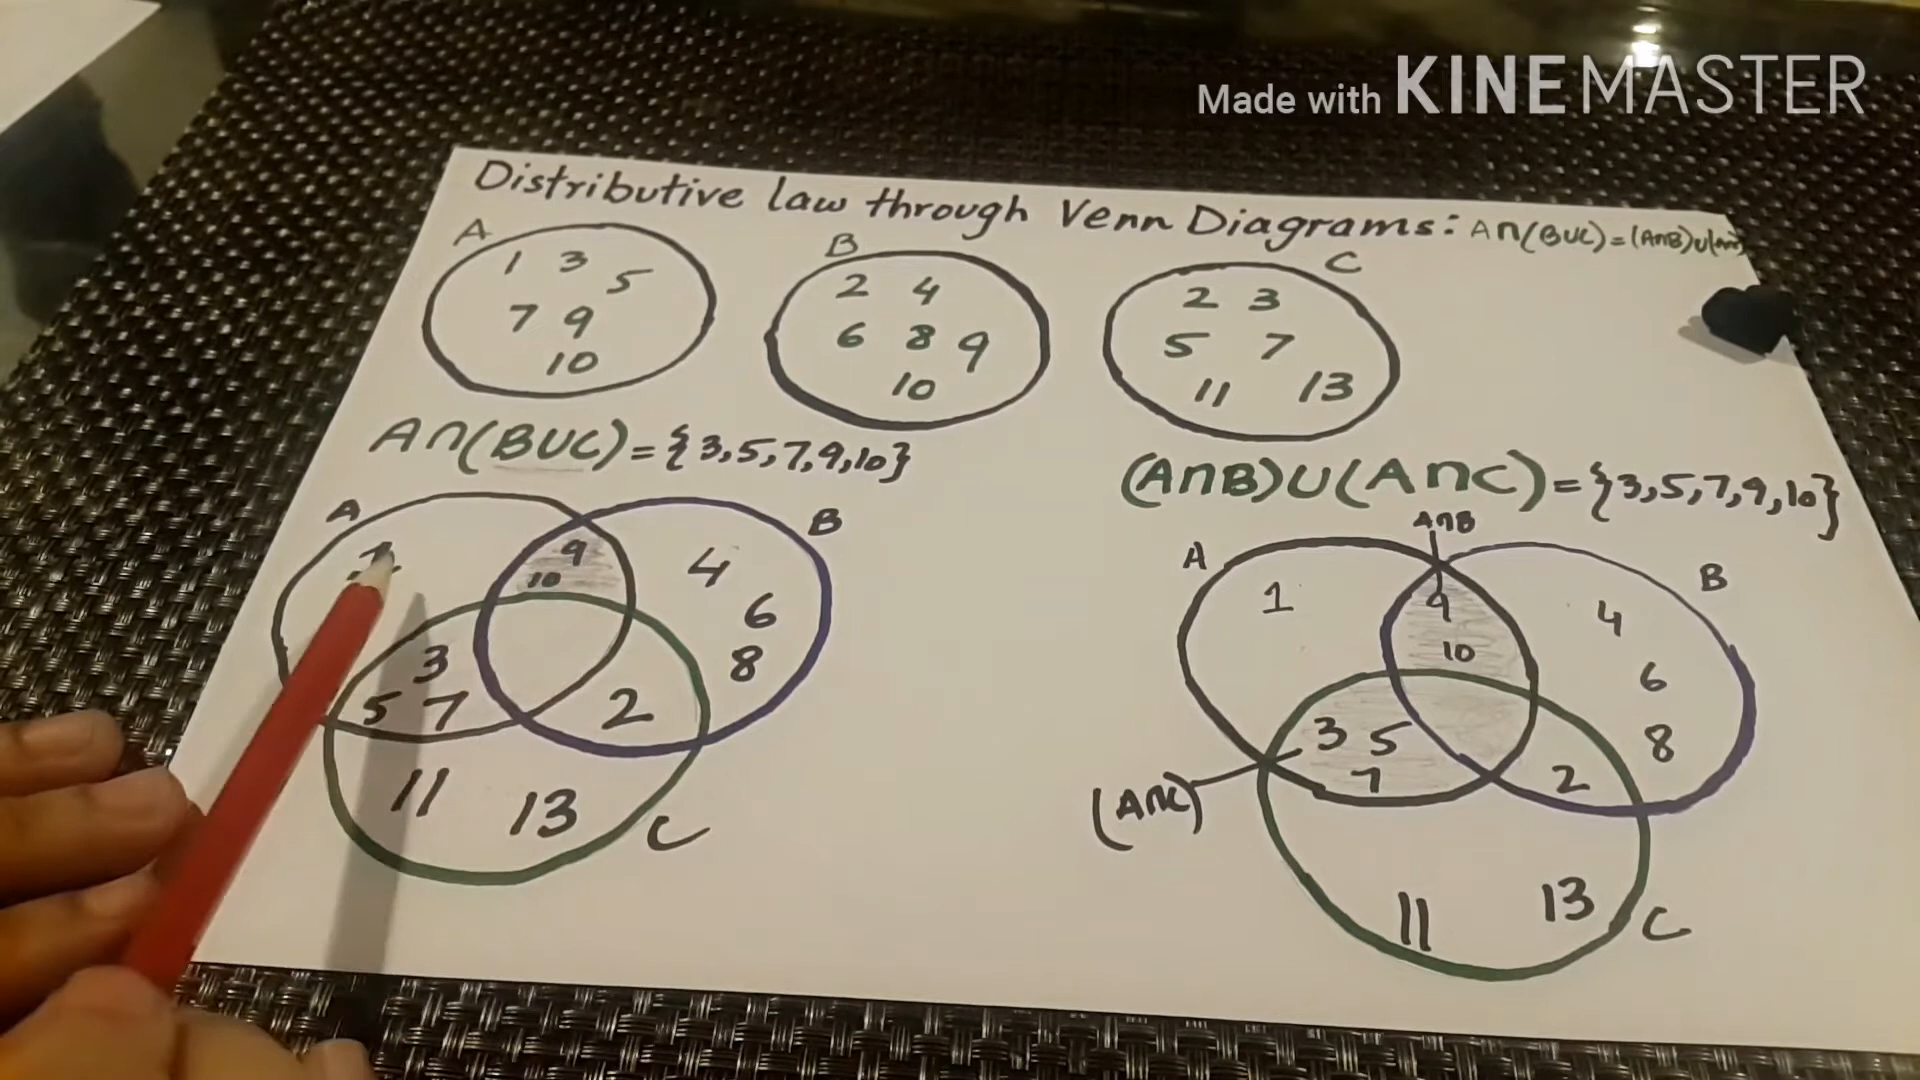 Made with KINEMASTER
Distributive law through Venn Diagrams: A∩(BUC)=(A∩B)U(A∩C)
A
1 3 5
7 9
10
B
2 4
6 8 9
10
C
2 3
5 7
11 13
A∩(BUC)={3,5,7,9,10}
A
B
1
9
10
4
6
8
3
5 7
2
11 13
C
(A∩B)U(A∩C)={3,5,7,9,10}
A∩B
A
B
1
9
10
4
6
8
3 5
7
2
(A∩C)
11 13
C